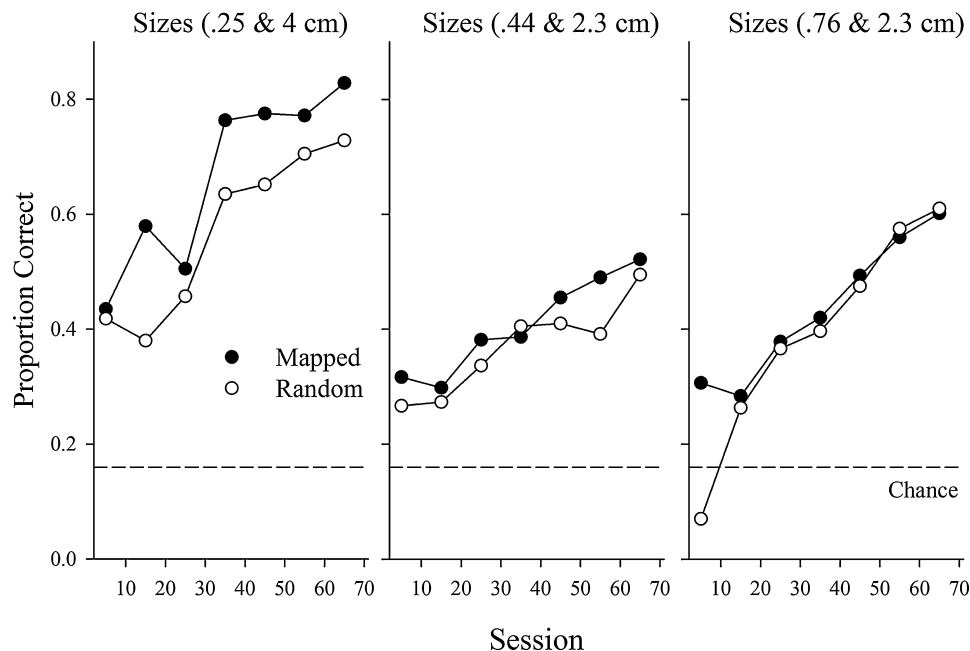 Sizes (.25 & 4 cm)
Sizes (.44 & 2.3 cm)
Sizes (.76 & 2.3 cm)
Proportion Correct
0.8
0.6
0.4
0.2
0.0
Mapped
Random
Chance
10 20 30 40 50 60 70
10 20 30 40 50 60 70
10 20 30 40 50 60 70
Session